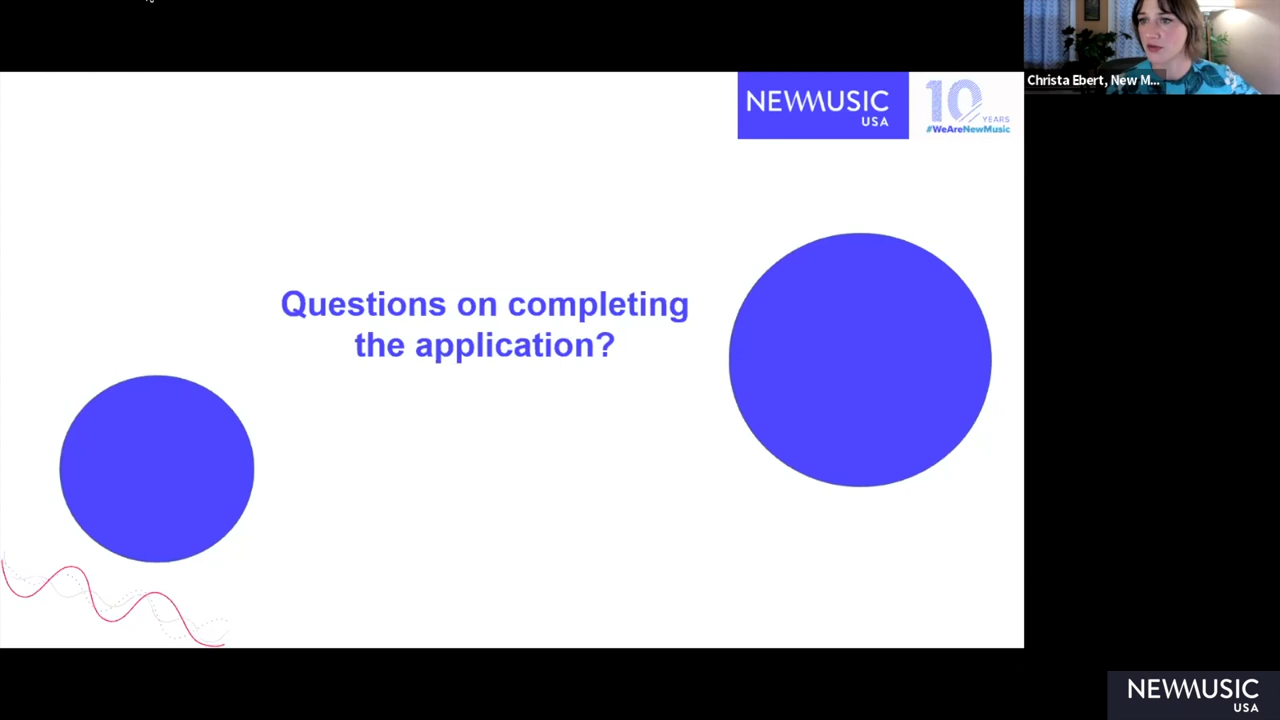 NEWMUSIC
USA
10
YEARS
#WeAreNewMusic
Christa Ebert, New M...
Questions on completing
the application?
NEWMUSIC
USA